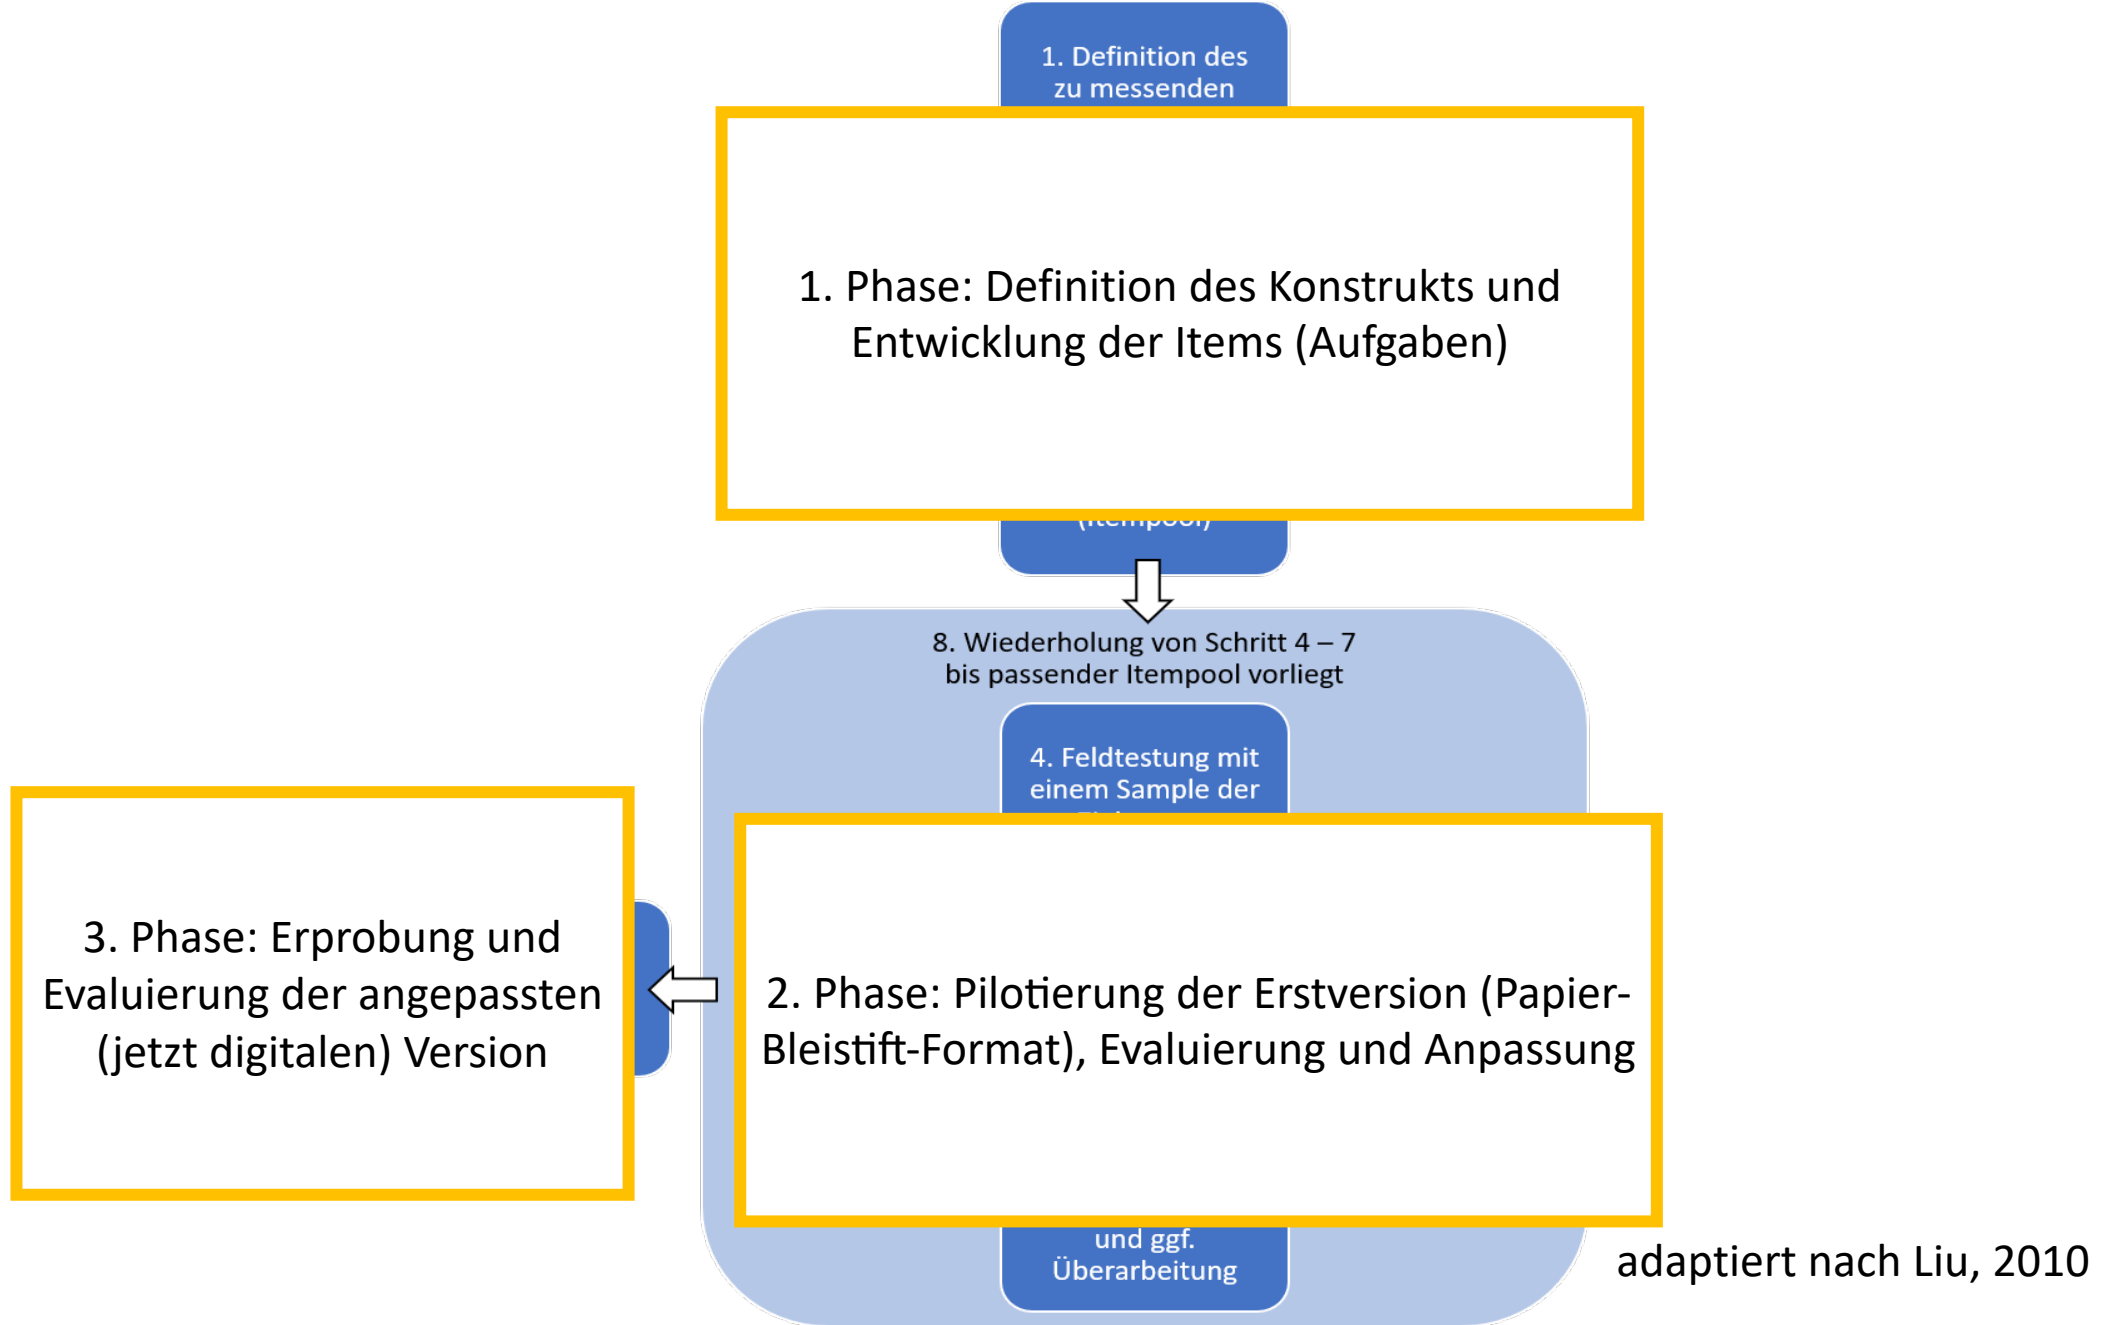 1. Definition des
zu messenden
1. Phase: Definition des Konstrukts und
Entwicklung der Items (Aufgaben)
(Itempool)
8. Wiederholung von Schritt 4 – 7
bis passender Itempool vorliegt
4. Feldtestung mit
einem Sample der
3. Phase: Erprobung und
Evaluierung der angepassten
(jetzt digitalen) Version
2. Phase: Pilotierung der Erstversion (Papier-
Bleistift-Format), Evaluierung und Anpassung
und ggf.
Überarbeitung
adaptiert nach Liu, 2010